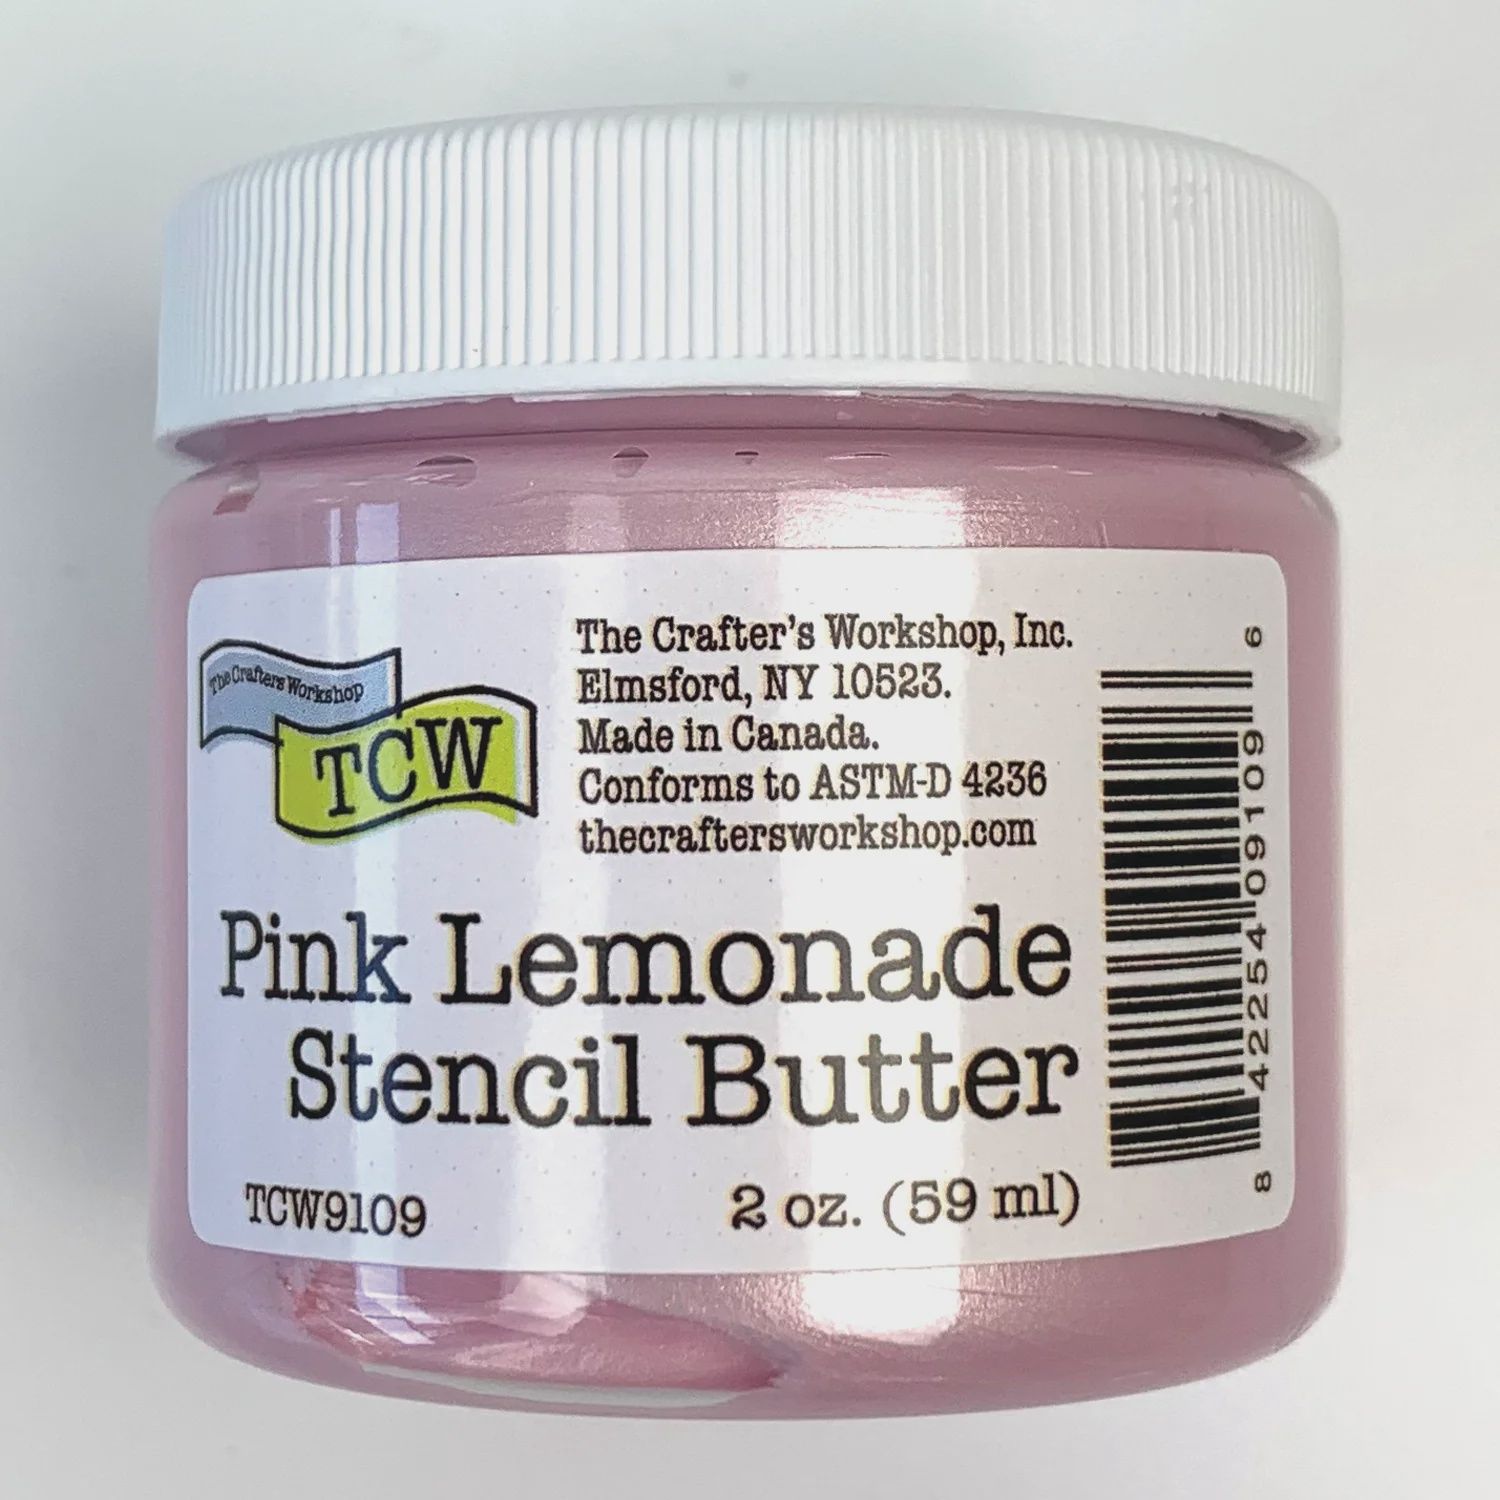 The Crafters Workshop
TCW
The Crafter's Workshop, Inc.
Elmsford, NY 10523.
Made in Canada.
Conforms to ASTM-D 4236
thecraftersworkshop.com
Pink Lemonade
Stencil Butter
TCW9109
2 oz. (59 ml)
8 42254 09109 6